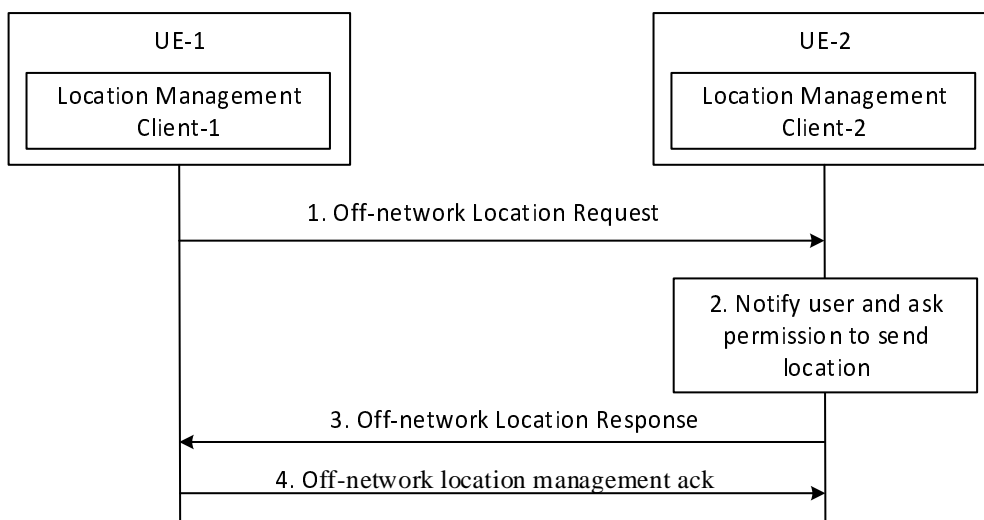 UE-1
UE-2
Location Management
Client-1
Location Management
Client-2
1. Off-network Location Request
2. Notify user and ask
permission to send
location
3. Off-network Location Response
4. Off-network location management ack